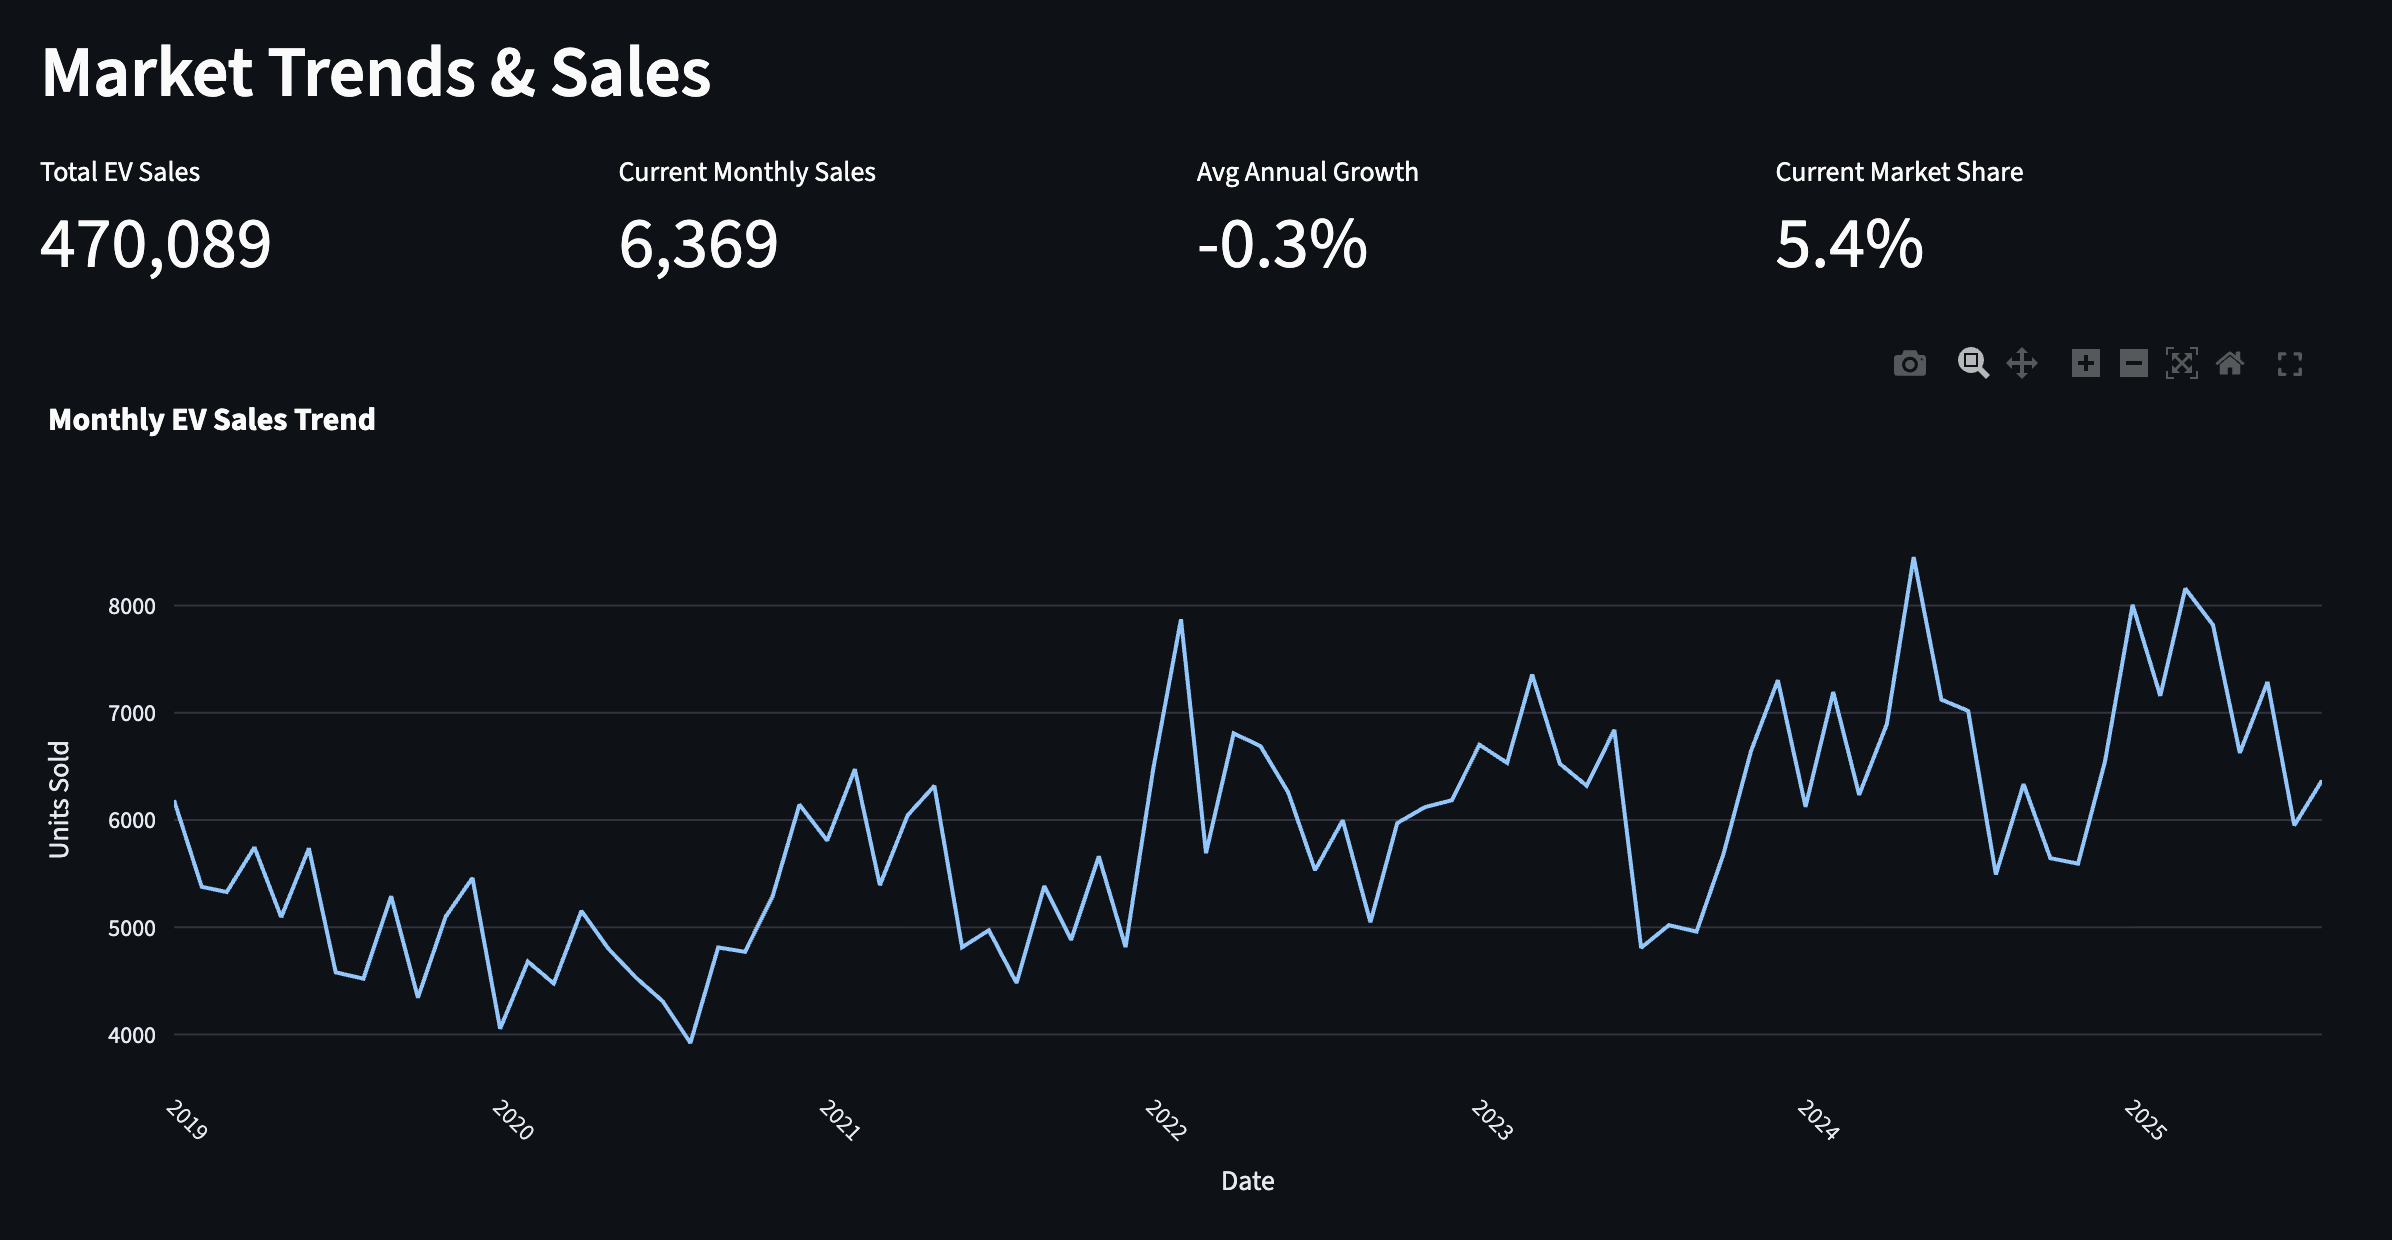 Market Trends & Sales
Total EV Sales
470,089
Current Monthly Sales
6,369
Avg Annual Growth
-0.3%
Current Market Share
5.4%
Monthly EV Sales Trend
Units Sold
8000
7000
6000
5000
4000
2019
2020
2021
2022
2023
2024
2025
Date